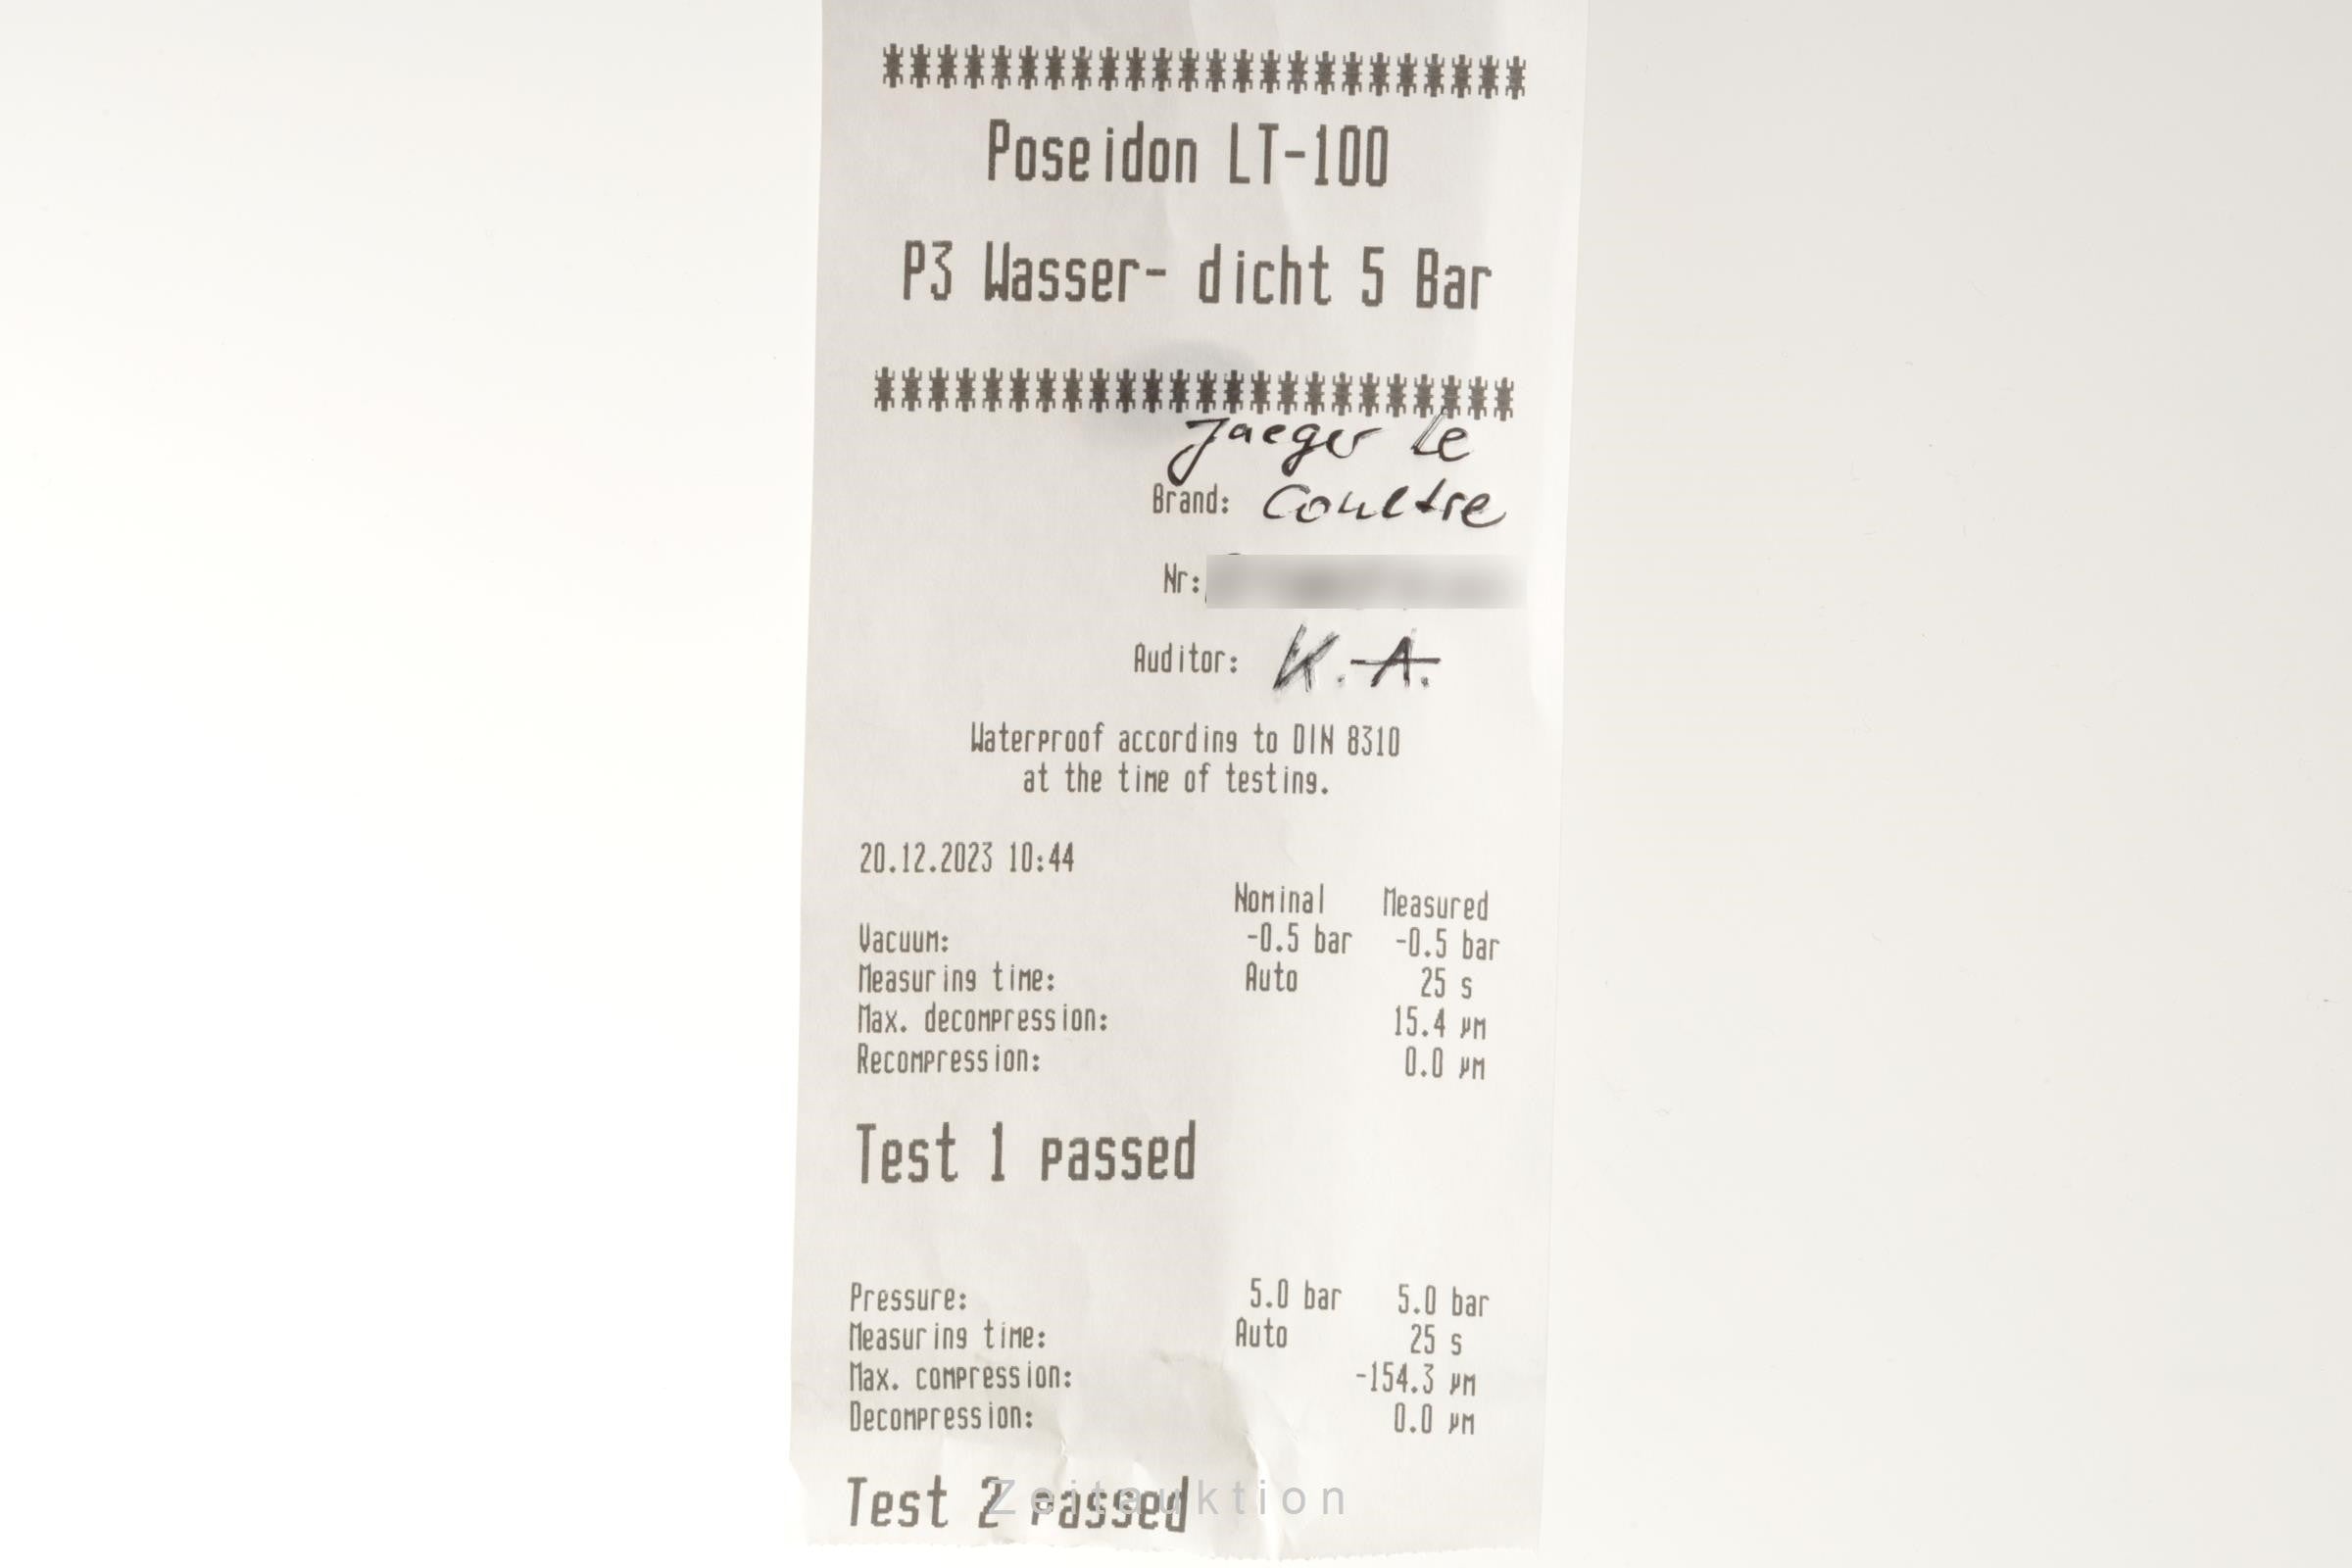 ************************
Poseidon LT-100
P3 Wasser- dicht 5 Bar
************************
Jaeger Le
Brand: Coultre
Nr:
Auditor: K.A.
Waterproof according to DIN 8310
at the time of testing.
20.12.2023 10:44
Nominal Measured
Vacuum: -0.5 bar -0.5 bar
Measuring time: Auto 25 s
Max. decompression: 15.4 µm
Recompression: 0.0 µm
Test 1 passed
Pressure: 5.0 bar 5.0 bar
Measuring time: Auto 25 s
Max. compression: -154.3 µm
Decompression: 0.0 µm
Test 2 passed
Zeitauktion